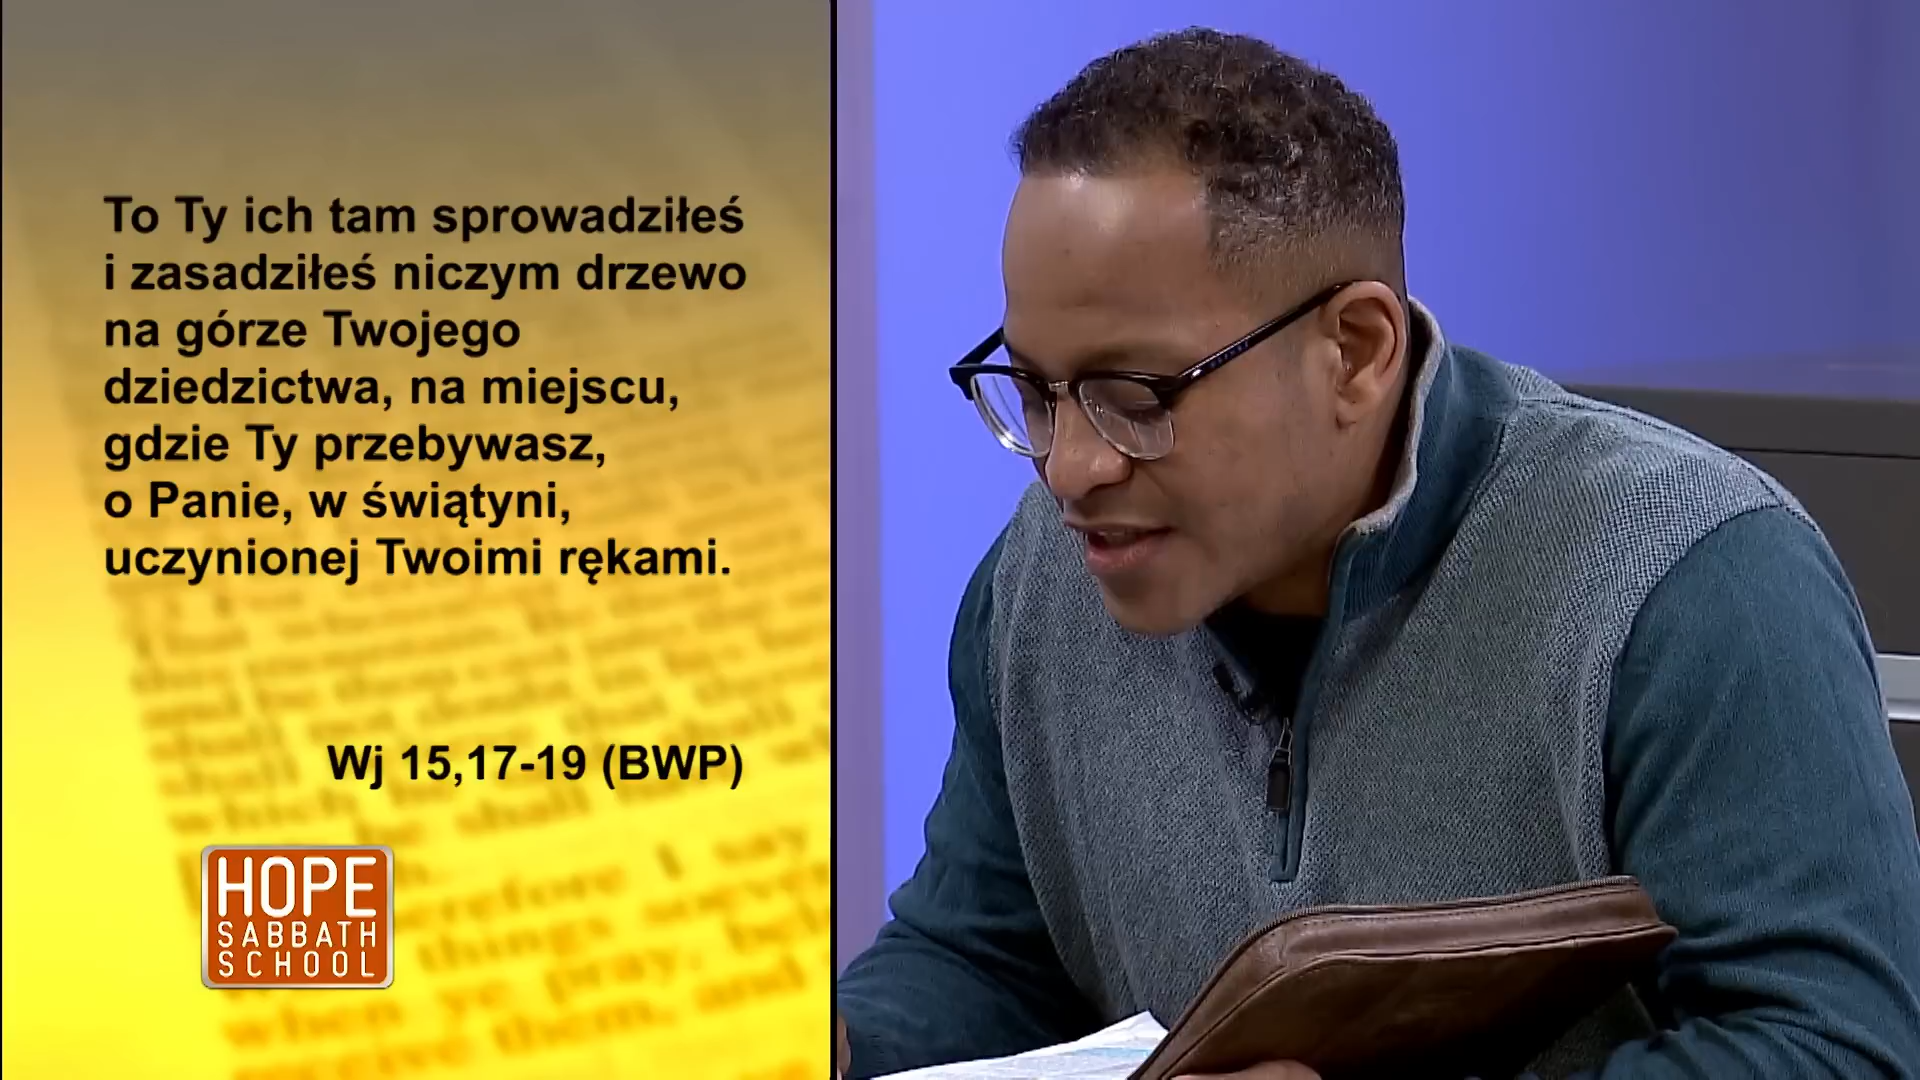 To Ty ich tam sprowadziłeś
i zasadziłeś niczym drzewo
na górze Twojego
dziedzictwa, na miejscu,
gdzie Ty przebywasz,
o Panie, w świątyni,
uczynionej Twoimi rękami.
Wj 15,17-19 (BWP)
HOPE
SABBATH
SCHOOL